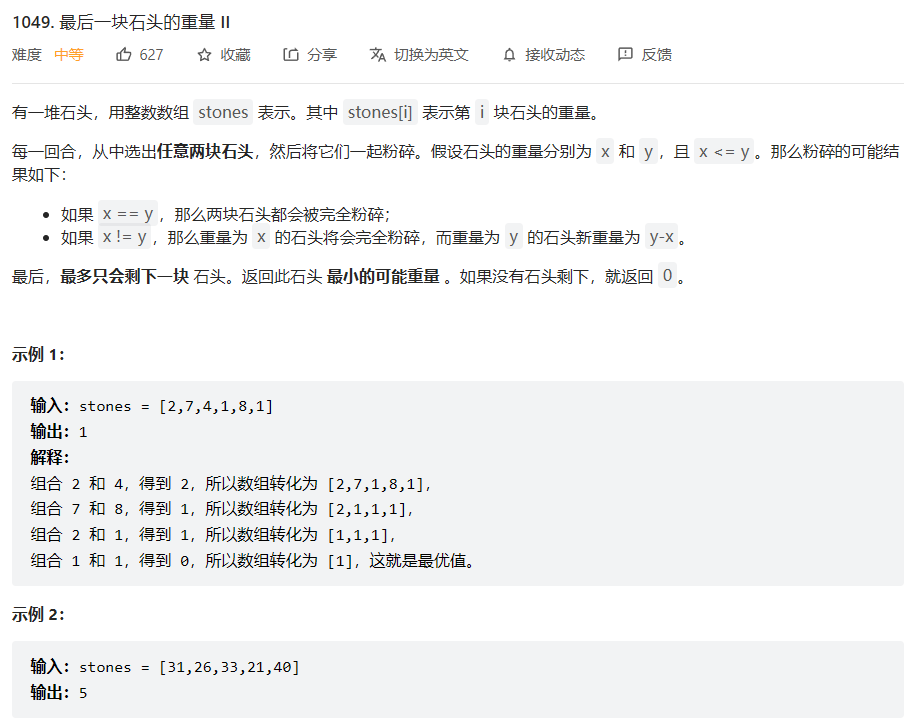 1049. 最后一块石头的重量 II
难度 中等 627 收藏 分享 切换为英文 接收动态 反馈
有一堆石头，用整数数组 stones 表示。其中 stones[i] 表示第 i 块石头的重量。
每一回合，从中选出任意两块石头，然后将它们一起粉碎。假设石头的重量分别为 x 和 y，且 x <= y。那么粉碎的可能结
果如下：
• 如果 x == y，那么两块石头都会被完全粉碎；
• 如果 x != y，那么重量为 x 的石头将会完全粉碎，而重量为 y 的石头新重量为 y-x。
最后，最多只会剩下一块 石头。返回此石头 最小的可能重量 。如果没有石头剩下，就返回 0。
示例 1：
输入：stones = [2,7,4,1,8,1]
输出：1
解释：
组合 2 和 4，得到 2，所以数组转化为 [2,7,1,8,1]，
组合 7 和 8，得到 1，所以数组转化为 [2,1,1,1]，
组合 2 和 1，得到 1，所以数组转化为 [1,1,1]，
组合 1 和 1，得到 0，所以数组转化为 [1]，这就是最优值。
示例 2：
输入：stones = [31,26,33,21,40]
输出：5